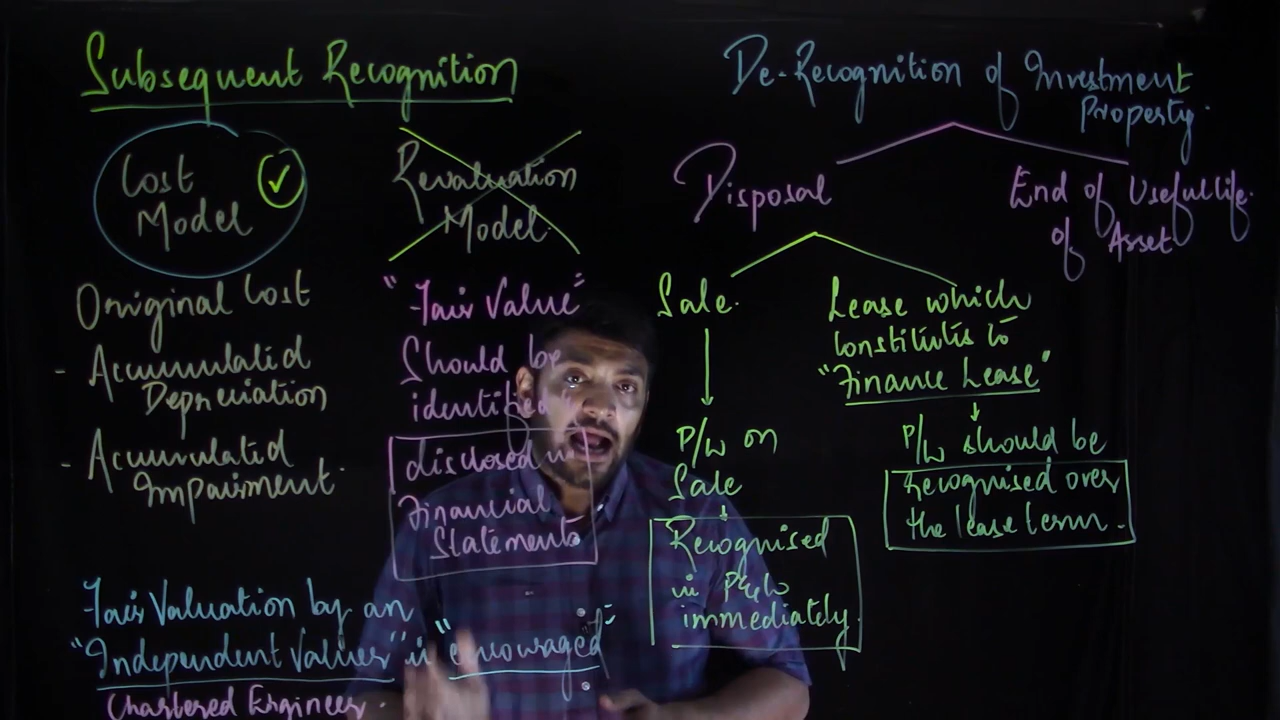 Subsequent Recognition
Cost
Model
✓
Original Cost
- Accumulated
Depreciation
- Accumulated
Impairment.
Revaluation
Model.
"Fair Value"
Should be
identified
disclosed in
Financial
Statements
Fair Valuation by an
"Independent Valuer" is "encouraged"
Chartered Engineer.
De-Recognition of Investment
Property.
Disposal
End of Useful life.
of Asset
Sale.
P/L on
Sale
Recognised
in P&L
immediately.
Lease which
constitutes to
"Finance Lease"
P/L should be
Recognised over
the lease term.